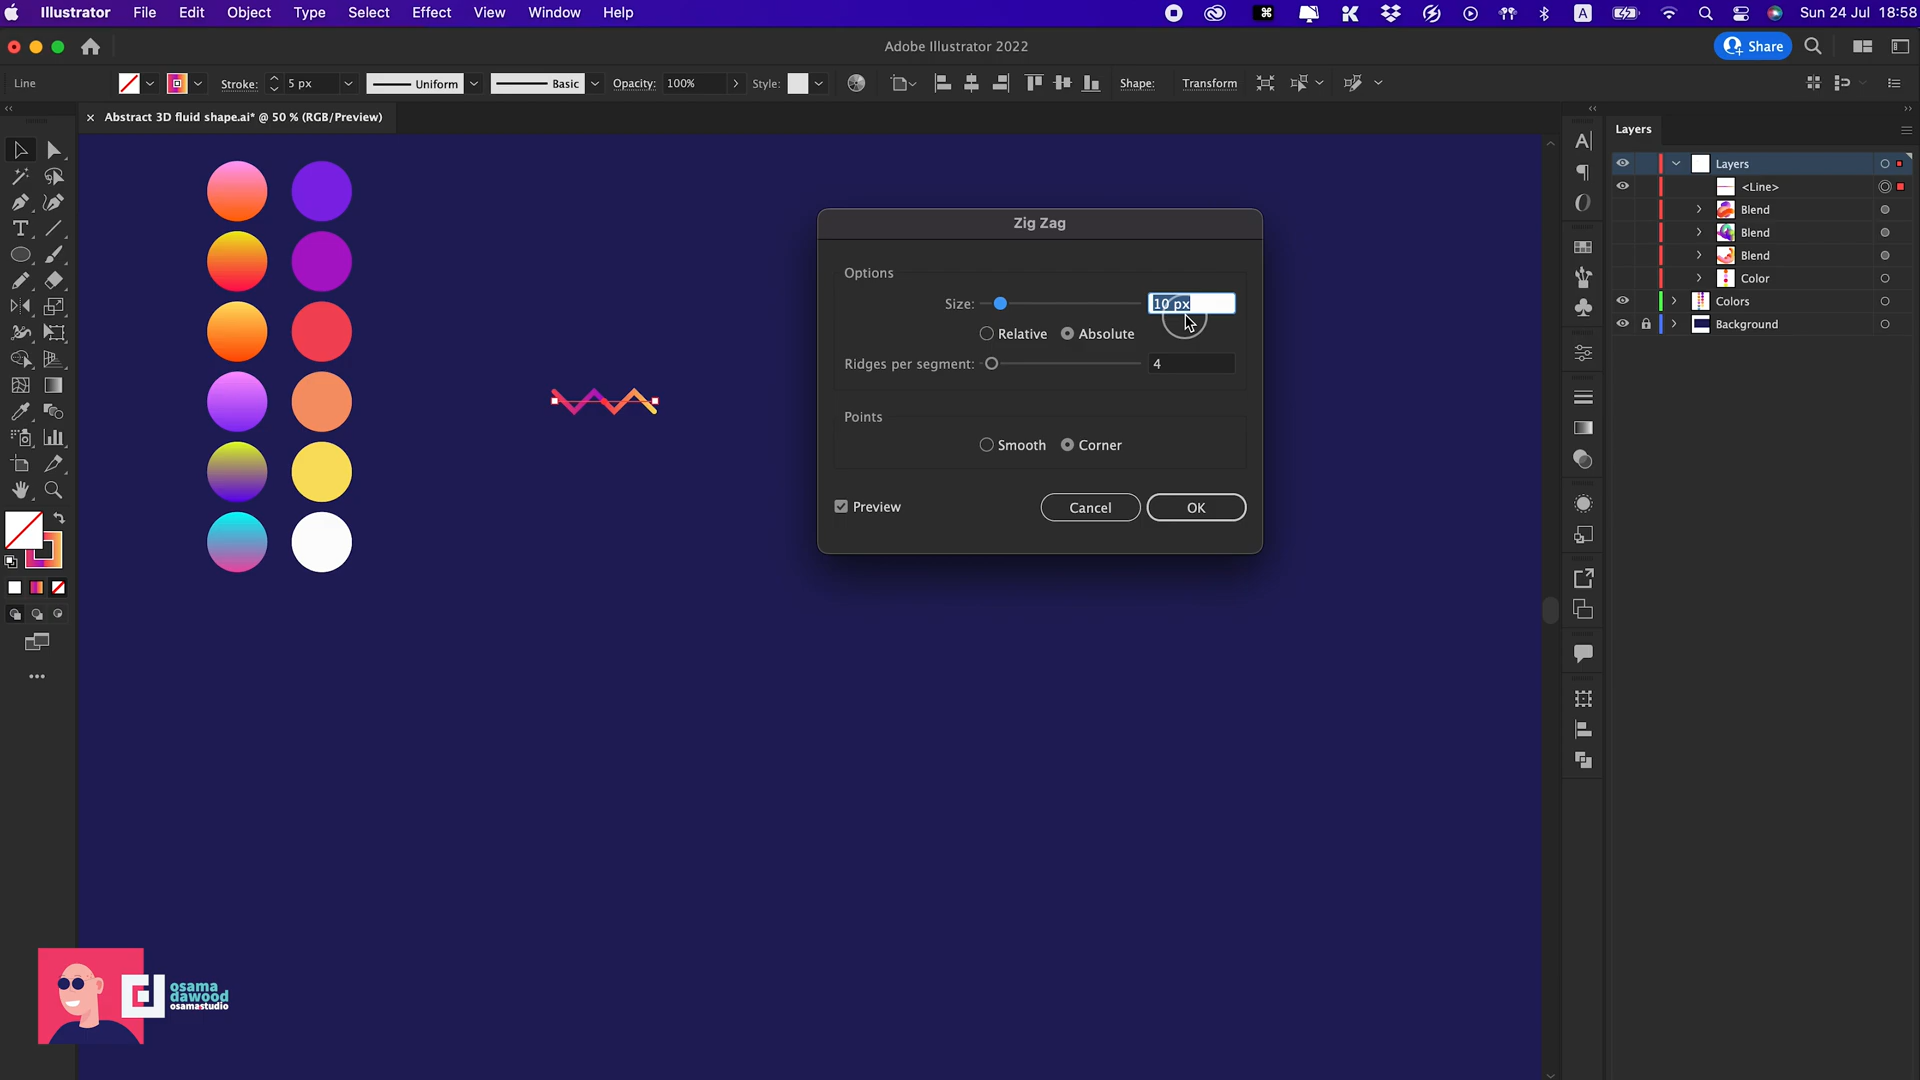 Illustrator File Edit Object Type Select Effect View Window Help A Sun 24 Jul 18:58
Adobe Illustrator 2022
Share
Line Stroke: 5 px Uniform Basic Opacity: 100% Style: Shape: Transform
Abstract 3D fluid shape.ai* @ 50 % (RGB/Preview)
Layers
Layers
<Line>
Blend
Blend
Blend
Color
Colors
Background
Zig Zag
Options
Size: 10 px
Relative Absolute
Ridges per segment: 4
Points
Smooth Corner
Preview Cancel OK
osama
dawood
osamastudio